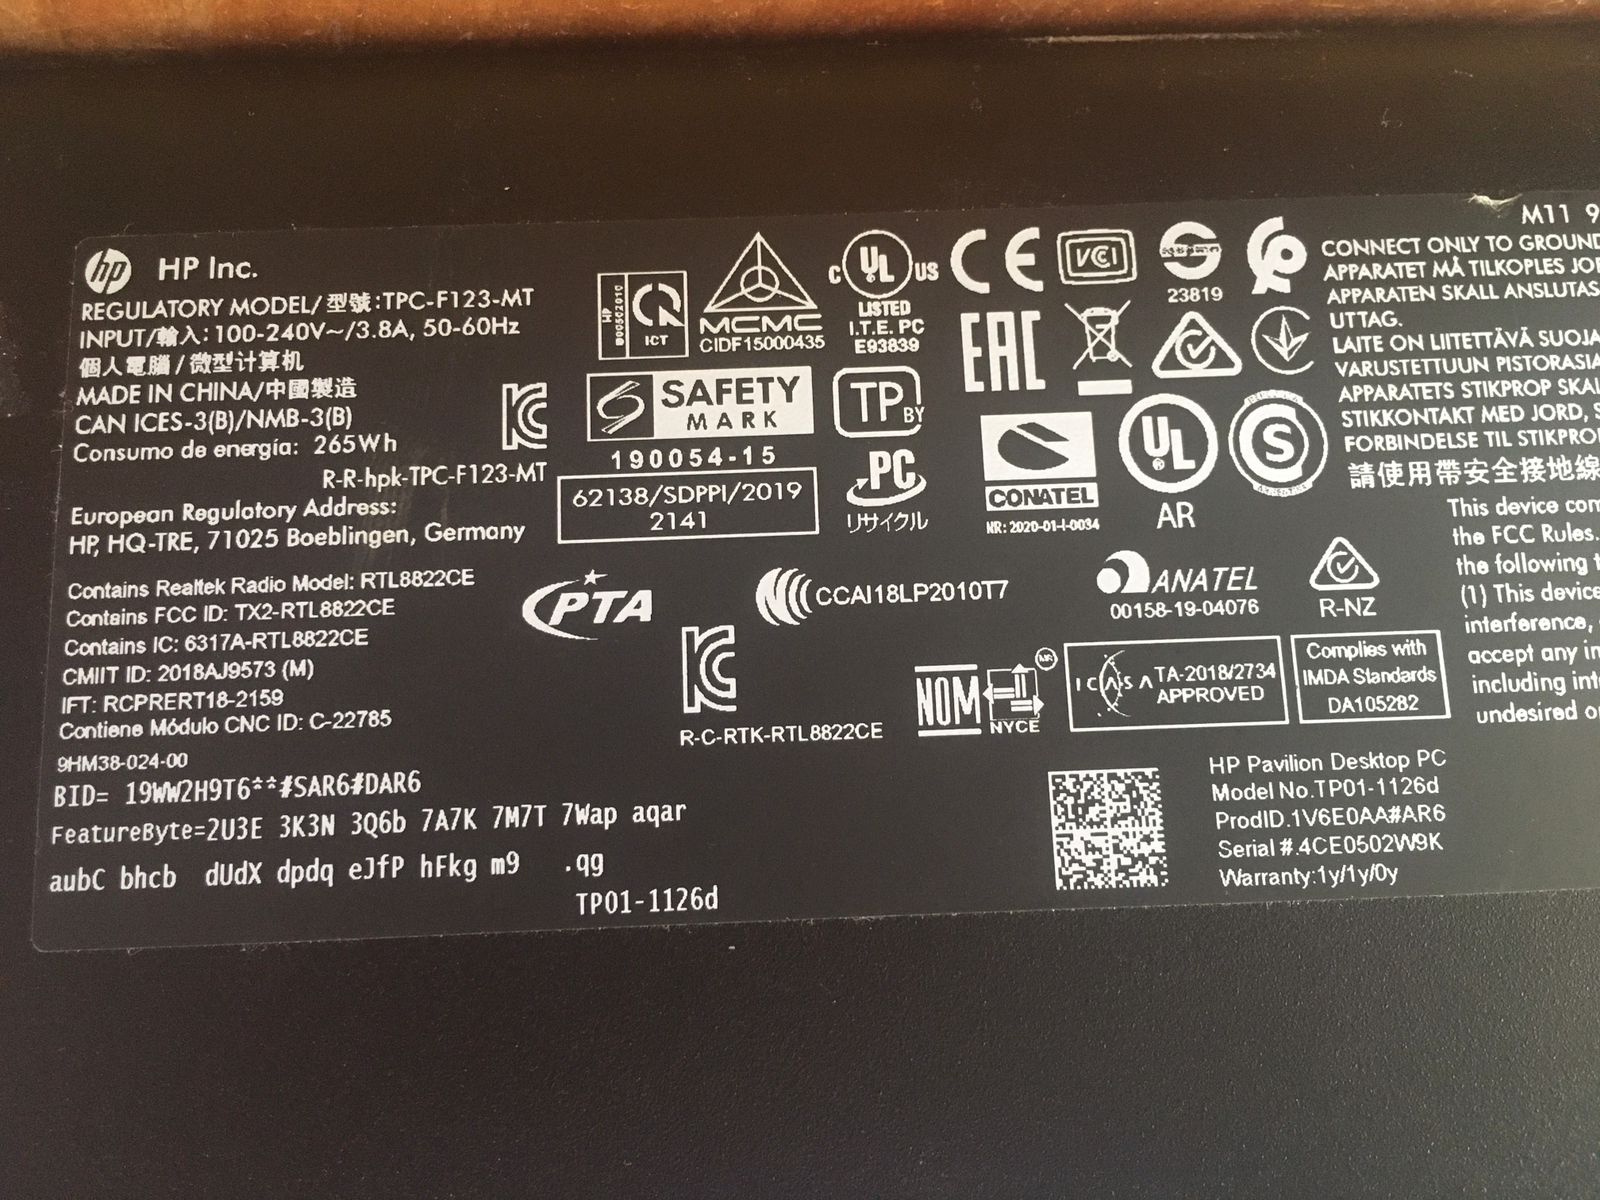 hp HP Inc.
REGULATORY MODEL/型號:TPC-F123-MT
INPUT/輸入: 100-240V~/3.8A, 50-60Hz
個人電腦/微型计算机
MADE IN CHINA/中國製造
CAN ICES-3(B)/NMB-3(B)
Consumo de energía: 265Wh
R-R-hpk-TPC-F123-MT
European Regulatory Address:
HP, HQ-TRE, 71025 Boeblingen, Germany
HP
ICT
MCMC
CIDF15000435
C UL US
LISTED
I.T.E. PC
E93839
CE
VCI
23819
EAC
SAFETY
MARK
190054-15
TP BY
62138/SDPPI/2019
2141
PC
リサイクル
CONATEL
NR: 2020-01-I-0034
UL
AR
S
M11 9
CONNECT ONLY TO GROUND
APPARATET MÅ TILKOPLES JO
APPARATEN SKALL ANSLUTAS
UTTAG.
LAITE ON LIITETTÄVÄ SUOJA
VARUSTETTUUN PISTORASIA
APPARATETS STIKPROP SKAL
STIKKONTAKT MED JORD, S
FORBINDELSE TIL STIKPRO
請使用帶安全接地線
This device com
the FCC Rules.
the following t
(1) This device
interference,
accept any in
including int
undesired o
Contains Realtek Radio Model: RTL8822CE
Contains FCC ID: TX2-RTL8822CE
Contains IC: 6317A-RTL8822CE
CMIIT ID: 2018AJ9573 (M)
IFT: RCPRERT18-2159
Contiene Módulo CNC ID: C-22785
PTA
CCAI18LP2010T7
ANATEL
00158-19-04076
R-NZ
R-C-RTK-RTL8822CE
NOM
NYCE
MR
ICASA TA-2018/2734
APPROVED
Complies with
IMDA Standards
DA105282
9HM38-024-00
BID= 19WW2H9T6**#SAR6#DAR6
FeatureByte=2U3E 3K3N 3Q6b 7A7K 7M7T 7Wap aqar
aubC bhcb dUdX dpdq eJfP hFkg m9 .qg
TP01-1126d
HP Pavilion Desktop PC
Model No.TP01-1126d
ProdID.1V6E0AA#AR6
Serial #.4CE0502W9K
Warranty:1y/1y/0y